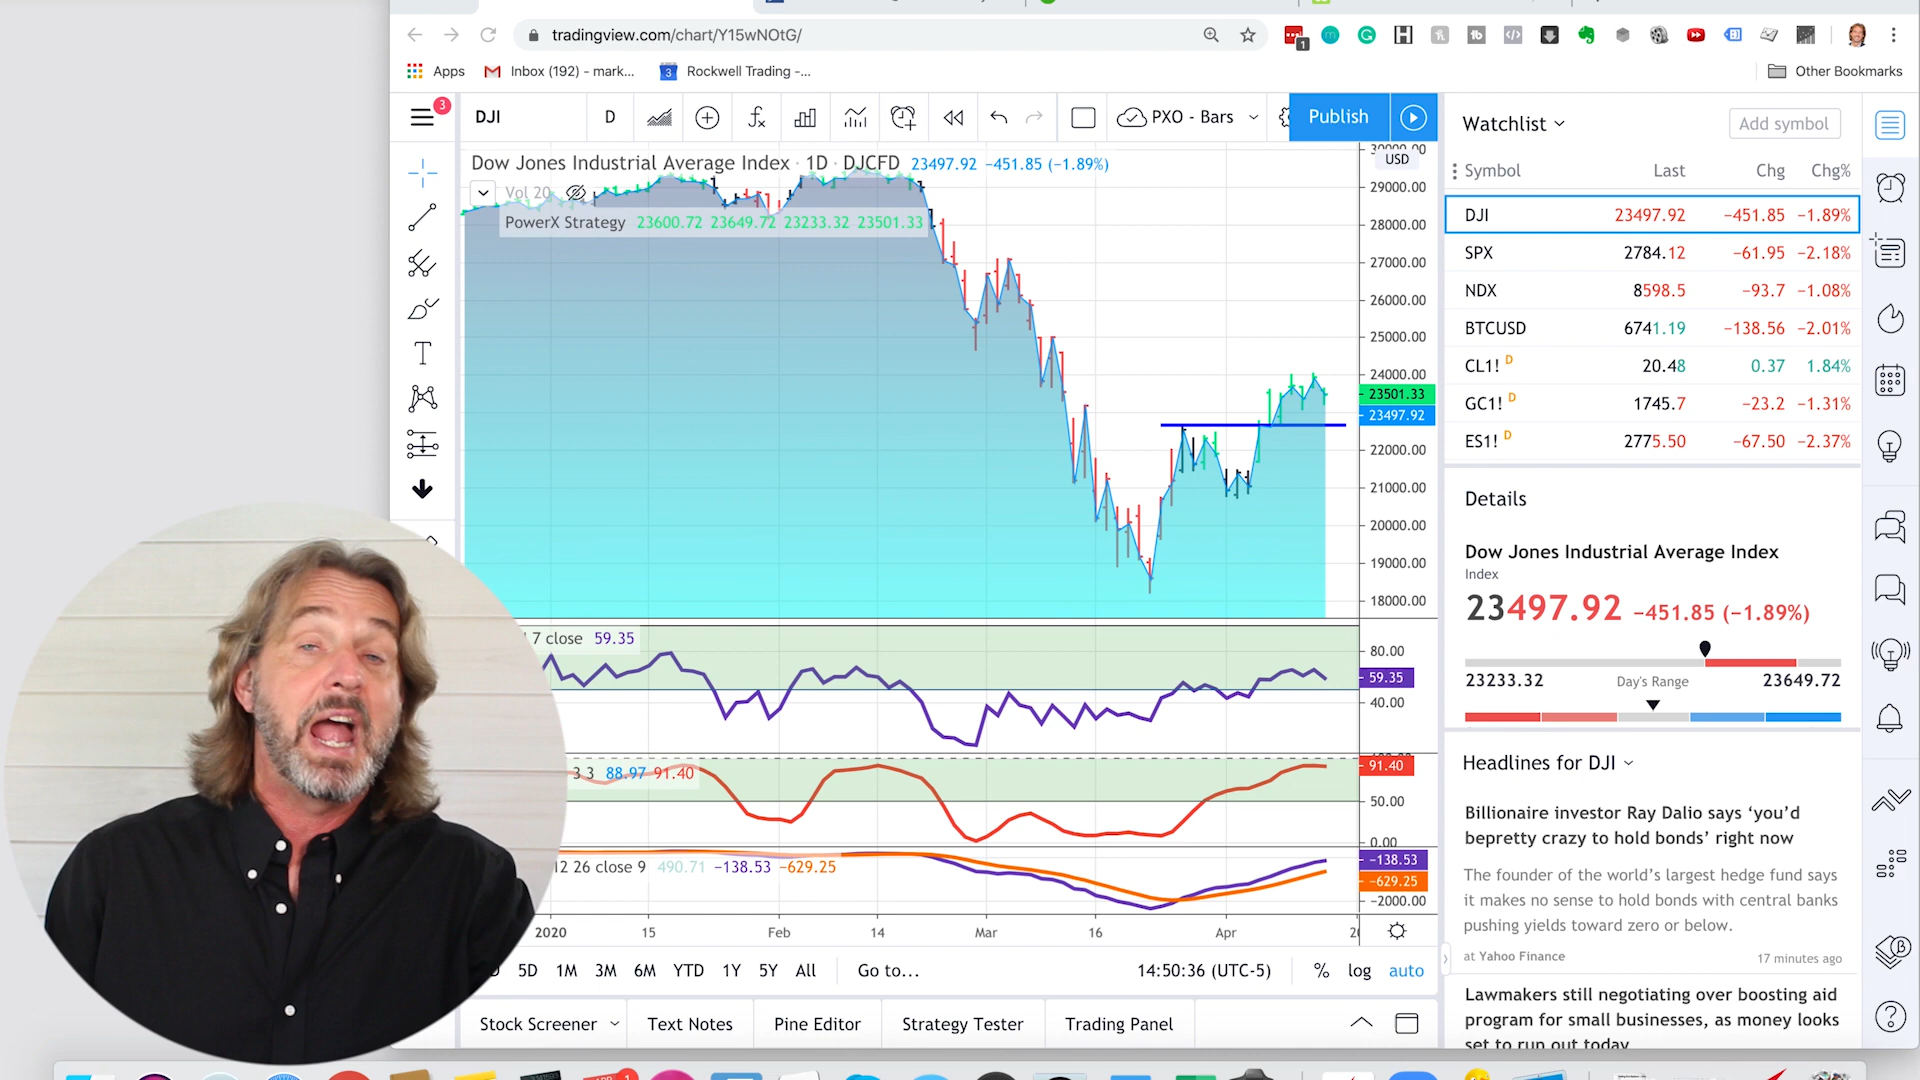 tradingview.com/chart/Y15wNOtG/
1
Apps
Inbox (192) - mark...
3
Rockwell Trading -...
Other Bookmarks
3
DJI
D
PXO - Bars
Publish
Watchlist
Add symbol
Dow Jones Industrial Average Index · 1D · DJCFD 23497.92 −451.85 (−1.89%)
Vol 20
PowerX Strategy 23600.72 23649.72 23233.32 23501.33
30000.00
USD
29000.00
28000.00
27000.00
26000.00
25000.00
24000.00
23501.33
23497.92
22000.00
21000.00
20000.00
19000.00
18000.00
Symbol Last Chg Chg%
DJI 23497.92 −451.85 −1.89%
SPX 2784.12 −61.95 −2.18%
NDX 8598.5 −93.7 −1.08%
BTCUSD 6741.19 −138.56 −2.01%
CL1! D 20.48 0.37 1.84%
GC1! D 1745.7 −23.2 −1.31%
ES1! D 2775.50 −67.50 −2.37%
Details
Dow Jones Industrial Average Index
Index
23497.92 −451.85 (−1.89%)
23233.32 Day's Range 23649.72
7 close 59.35
80.00
59.35
40.00
3 3 88.97 91.40
91.40
50.00
0.00
12 26 close 9 490.71 −138.53 −629.25
−138.53
−629.25
−2000.00
2020 15 Feb 14 Mar 16 Apr
5D 1M 3M 6M YTD 1Y 5Y All Go to...
14:50:36 (UTC-5)
% log auto
Stock Screener
Text Notes
Pine Editor
Strategy Tester
Trading Panel
Headlines for DJI
Billionaire investor Ray Dalio says ‘you’d
bepretty crazy to hold bonds’ right now
The founder of the world’s largest hedge fund says
it makes no sense to hold bonds with central banks
pushing yields toward zero or below.
at Yahoo Finance
17 minutes ago
Lawmakers still negotiating over boosting aid
program for small businesses, as money looks
set to run out today